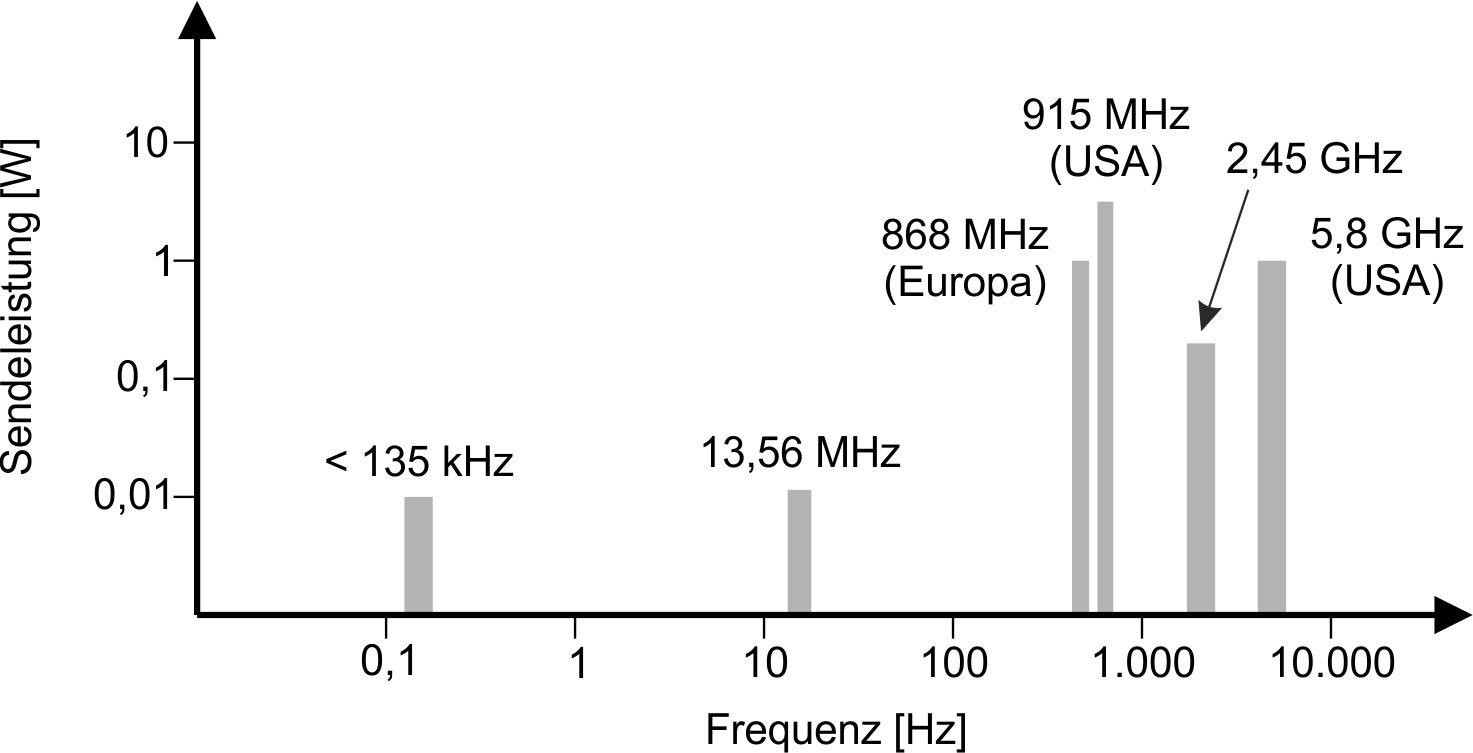 Sendeleistung [W]
10
1
0,1
0,01
< 135 kHz
13,56 MHz
868 MHz
(Europa)
915 MHz
(USA)
2,45 GHz
5,8 GHz
(USA)
0,1
1
10
100
1.000
10.000
Frequenz [Hz]